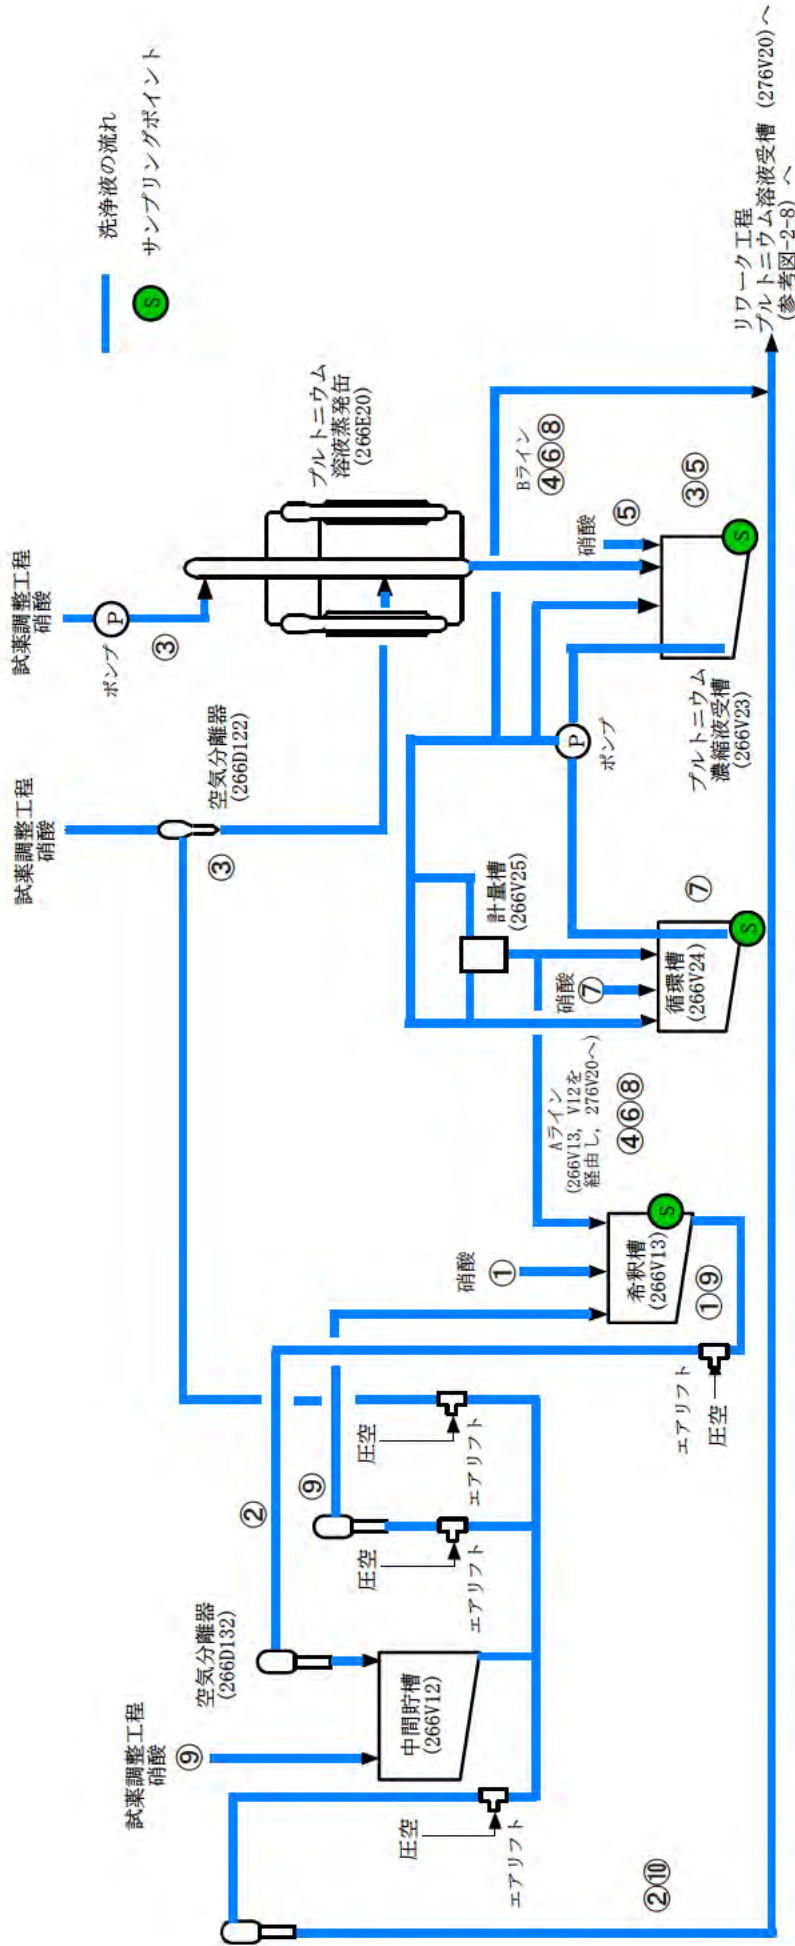 洗浄液の流れ
S
サンプリングポイント
試薬調整工程
硝酸
ポンプ
P
③
試薬調整工程
硝酸
空気分離器
(266D122)
③
プルトニウム
溶液蒸発缶
(266E20)
Bライン
④⑥⑧
硝酸
⑤
③⑤
S
プルトニウム
濃縮液受槽
(266V23)
P
ポンプ
計量槽
(266V25)
硝酸
⑦
⑦
循環槽
(266V24)
S
Aライン
(266V13, V12を
経由し, 276V20へ)
④⑥⑧
硝酸
①
希釈槽
(266V13)
S
①⑨
エアリフト
圧空
②
⑨
圧空
エアリフト
圧空
エアリフト
空気分離器
(266D132)
試薬調整工程
硝酸
⑨
中間貯槽
(266V12)
圧空
エアリフト
②⑩
リワーク工程
プルトニウム溶液受槽 (276V20) へ
(参考図-2-8) へ